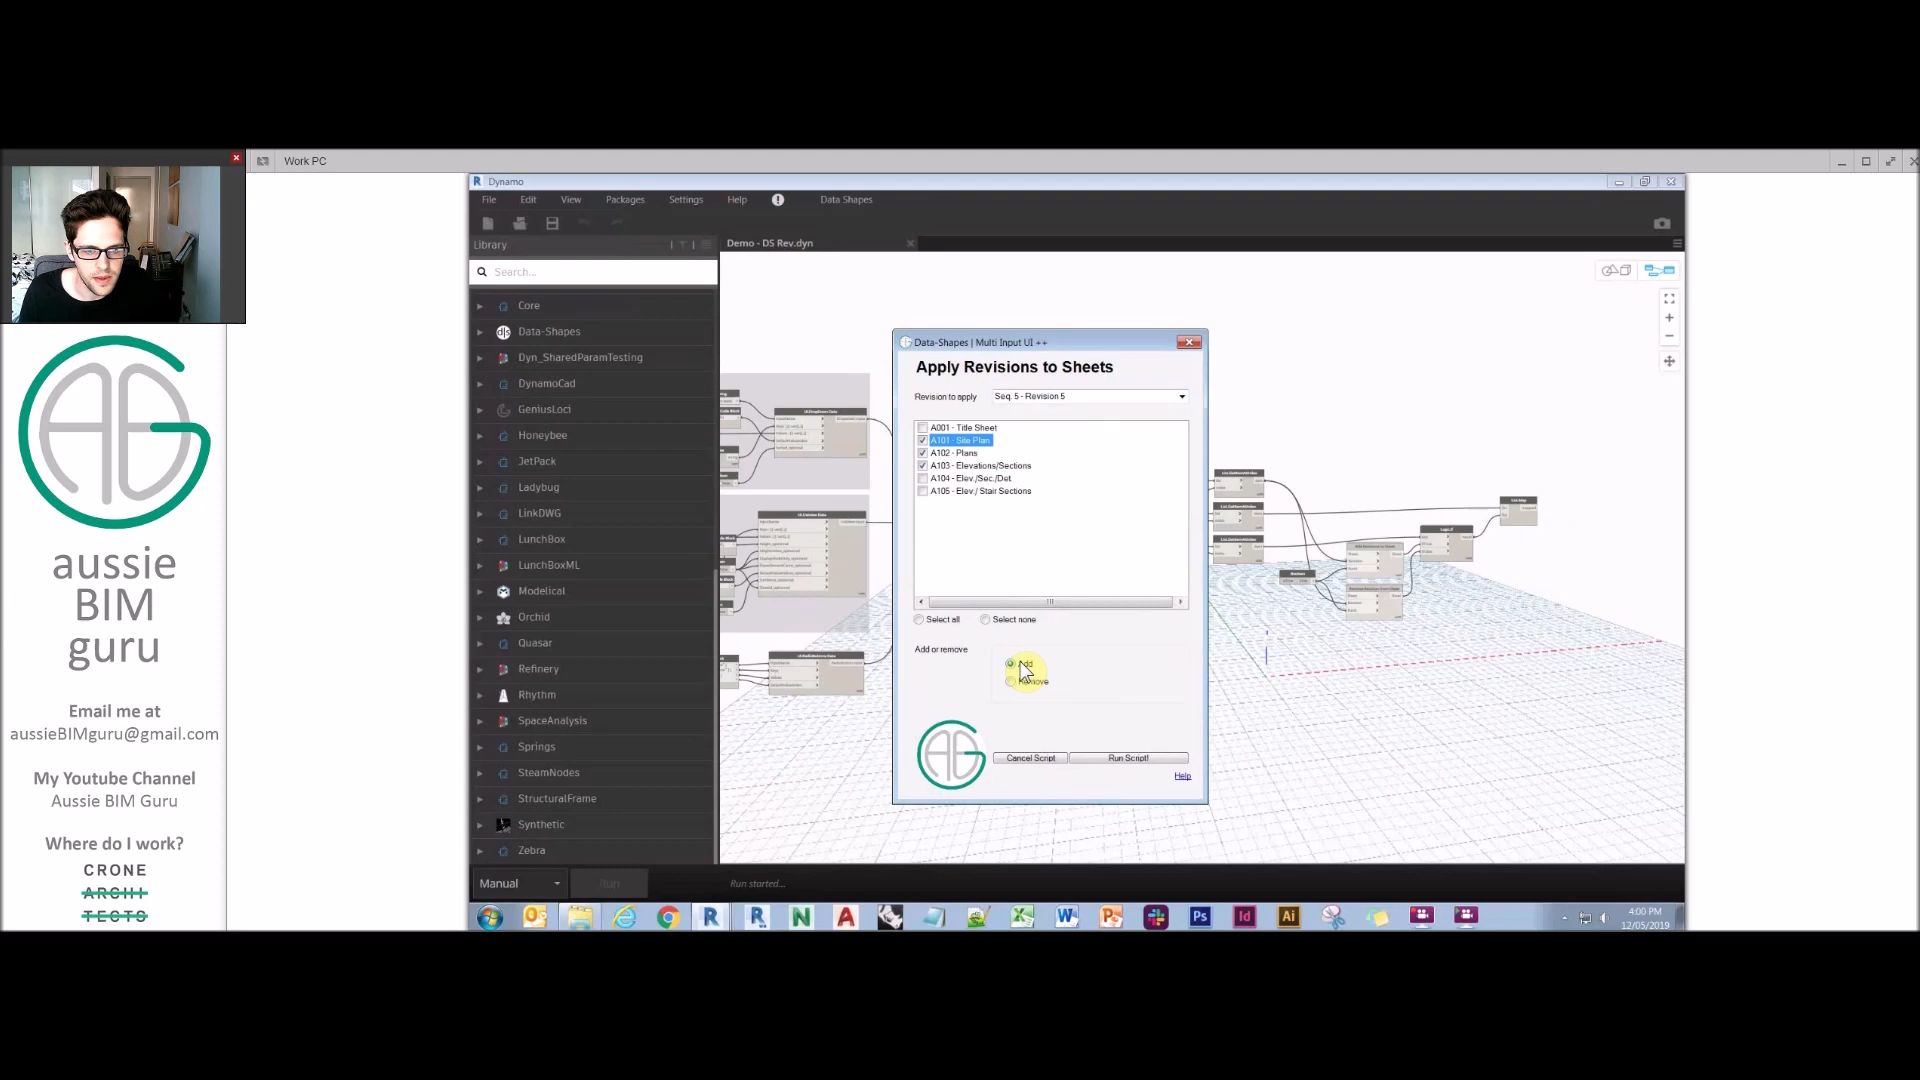 Work PC
Dynamo
File Edit View Packages Settings Help Data Shapes
Library
Demo - DS Rev.dyn
Search...
Core
Data-Shapes
Dyn_SharedParamTesting
DynamoCad
GeniusLoci
Honeybee
JetPack
Ladybug
LinkDWG
LunchBox
LunchBoxML
Modelical
Orchid
Quasar
Refinery
Rhythm
SpaceAnalysis
Springs
SteamNodes
StructuralFrame
Synthetic
Zebra
Manual
Run
Run started...
Data-Shapes | Multi Input UI ++
Apply Revisions to Sheets
Revision to apply
Seq. 5 - Revision 5
A001 - Title Sheet
A101 - Site Plan
A102 - Plans
A103 - Elevations/Sections
A104 - Elev./Sec./Det.
A105 - Elev./ Stair Sections
Select all
Select none
Add or remove
Add
Remove
Cancel Script
Run Script!
Help
aussie
BIM
guru
Email me at
aussieBIMguru@gmail.com
My Youtube Channel
Aussie BIM Guru
Where do I work?
CRONE
ARCHI
TECTS
4:00 PM
12/05/2019